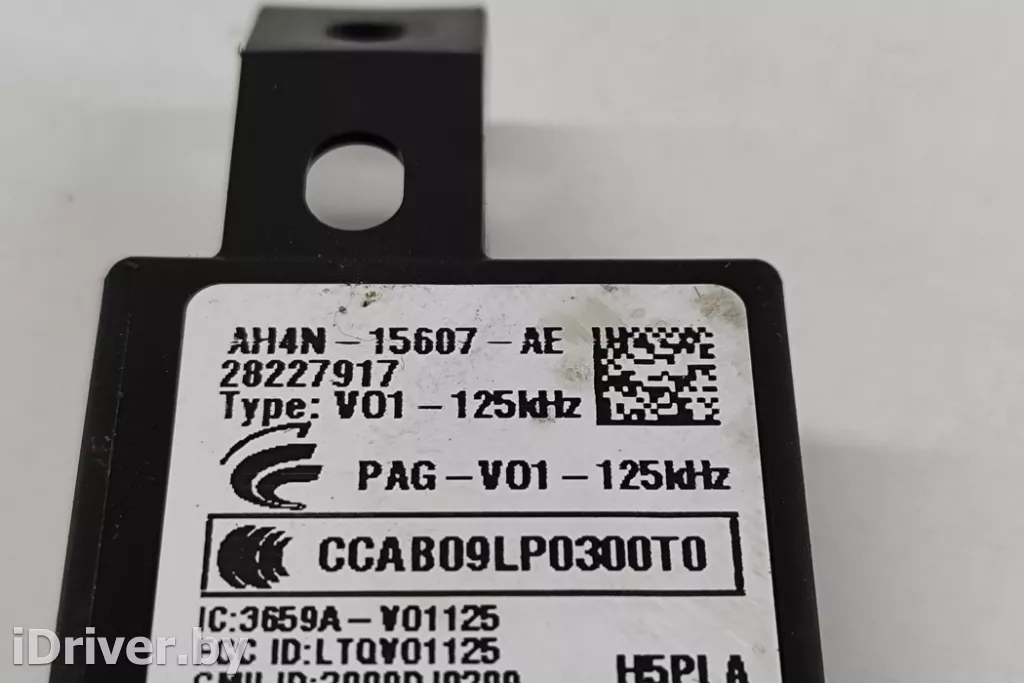 AH4N-15607-AE
28227917
Type: V01-125kHz
PAG-V01-125kHz
CCAB09LP0300T0
IC:3659A-V01125
FCC ID:LTQV01125
H5PLA
iDriver.by